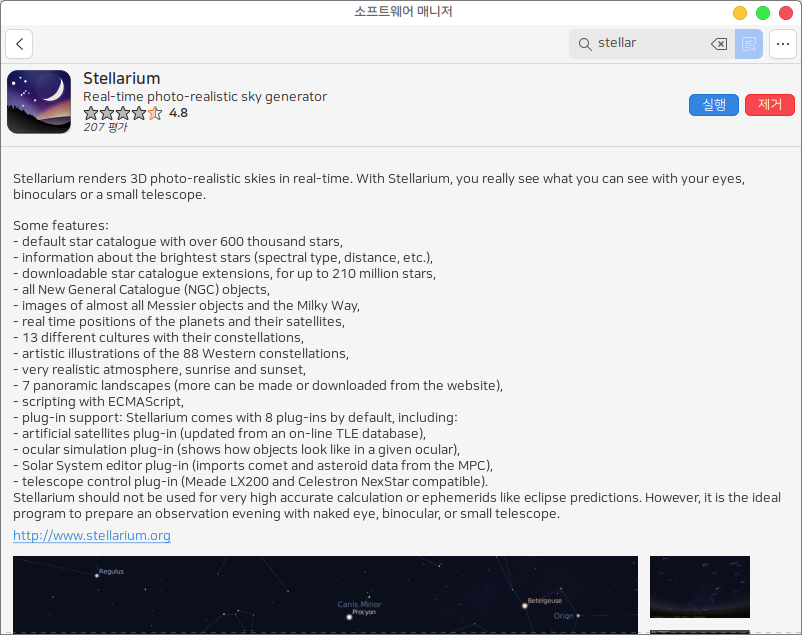 소프트웨어 매니저
stellar
Stellarium
Real-time photo-realistic sky generator
4.8
207 평가
실행
제거
Stellarium renders 3D photo-realistic skies in real-time. With Stellarium, you really see what you can see with your eyes,
binoculars or a small telescope.
Some features:
- default star catalogue with over 600 thousand stars,
- information about the brightest stars (spectral type, distance, etc.),
- downloadable star catalogue extensions, for up to 210 million stars,
- all New General Catalogue (NGC) objects,
- images of almost all Messier objects and the Milky Way,
- real time positions of the planets and their satellites,
- 13 different cultures with their constellations,
- artistic illustrations of the 88 Western constellations,
- very realistic atmosphere, sunrise and sunset,
- 7 panoramic landscapes (more can be made or downloaded from the website),
- scripting with ECMAScript,
- plug-in support: Stellarium comes with 8 plug-ins by default, including:
- artificial satellites plug-in (updated from an on-line TLE database),
- ocular simulation plug-in (shows how objects look like in a given ocular),
- Solar System editor plug-in (imports comet and asteroid data from the MPC),
- telescope control plug-in (Meade LX200 and Celestron NexStar compatible).
Stellarium should not be used for very high accurate calculation or ephemerids like eclipse predictions. However, it is the ideal
program to prepare an observation evening with naked eye, binocular, or small telescope.
http://www.stellarium.org
Regulus
Canis Minor
Procyon
Betelgeuse
Orion